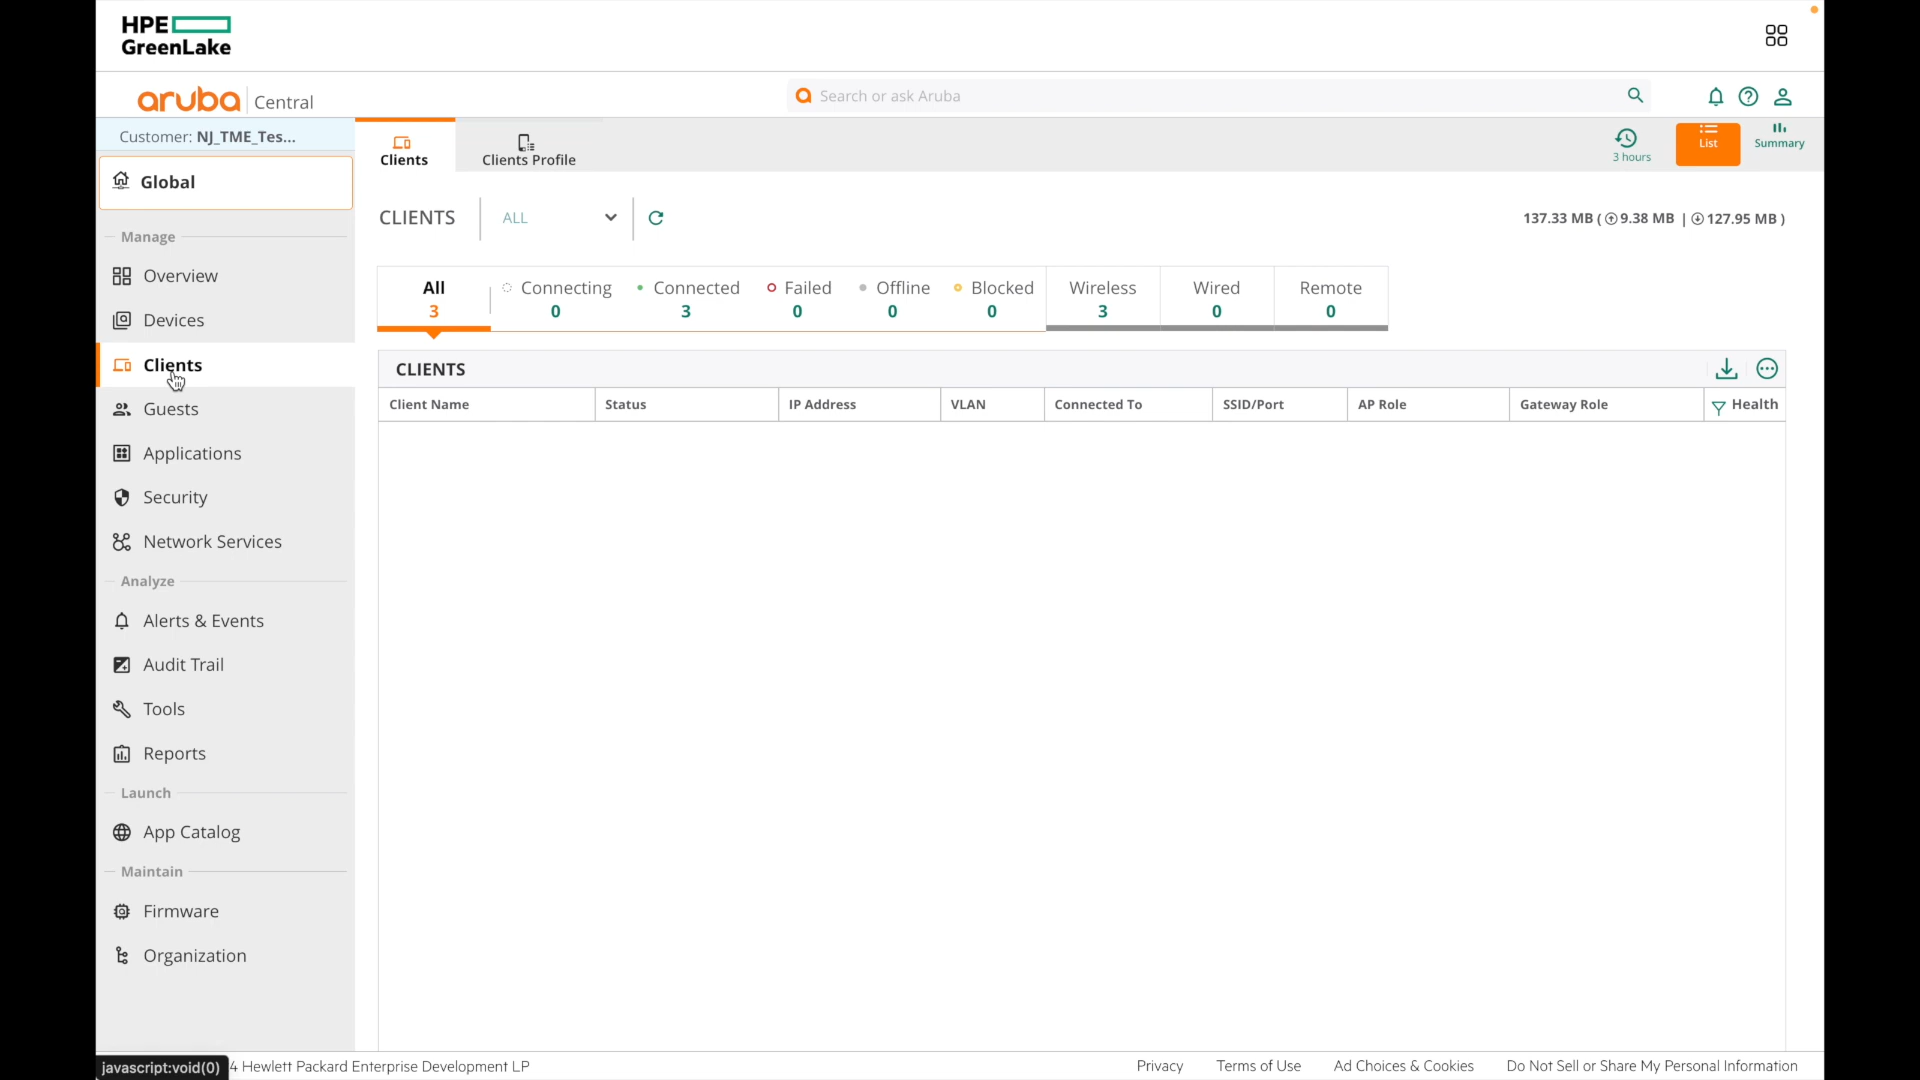 HPE
GreenLake
aruba Central
Search or ask Aruba
Customer: NJ_TME_Tes...
Clients
Clients Profile
3 hours
List
Summary
Global
CLIENTS
ALL
137.33 MB ( 9.38 MB | 127.95 MB )
Manage
Overview
Devices
Clients
Guests
Applications
Security
Network Services
Analyze
Alerts & Events
Audit Trail
Tools
Reports
Launch
App Catalog
Maintain
Firmware
Organization
All Connecting Connected Failed Offline Blocked Wireless Wired Remote
3 0 3 0 0 0 3 0 0
CLIENTS
Client Name Status IP Address VLAN Connected To SSID/Port AP Role Gateway Role Health
javascript:void(0)
4 Hewlett Packard Enterprise Development LP
Privacy Terms of Use Ad Choices & Cookies Do Not Sell or Share My Personal Information